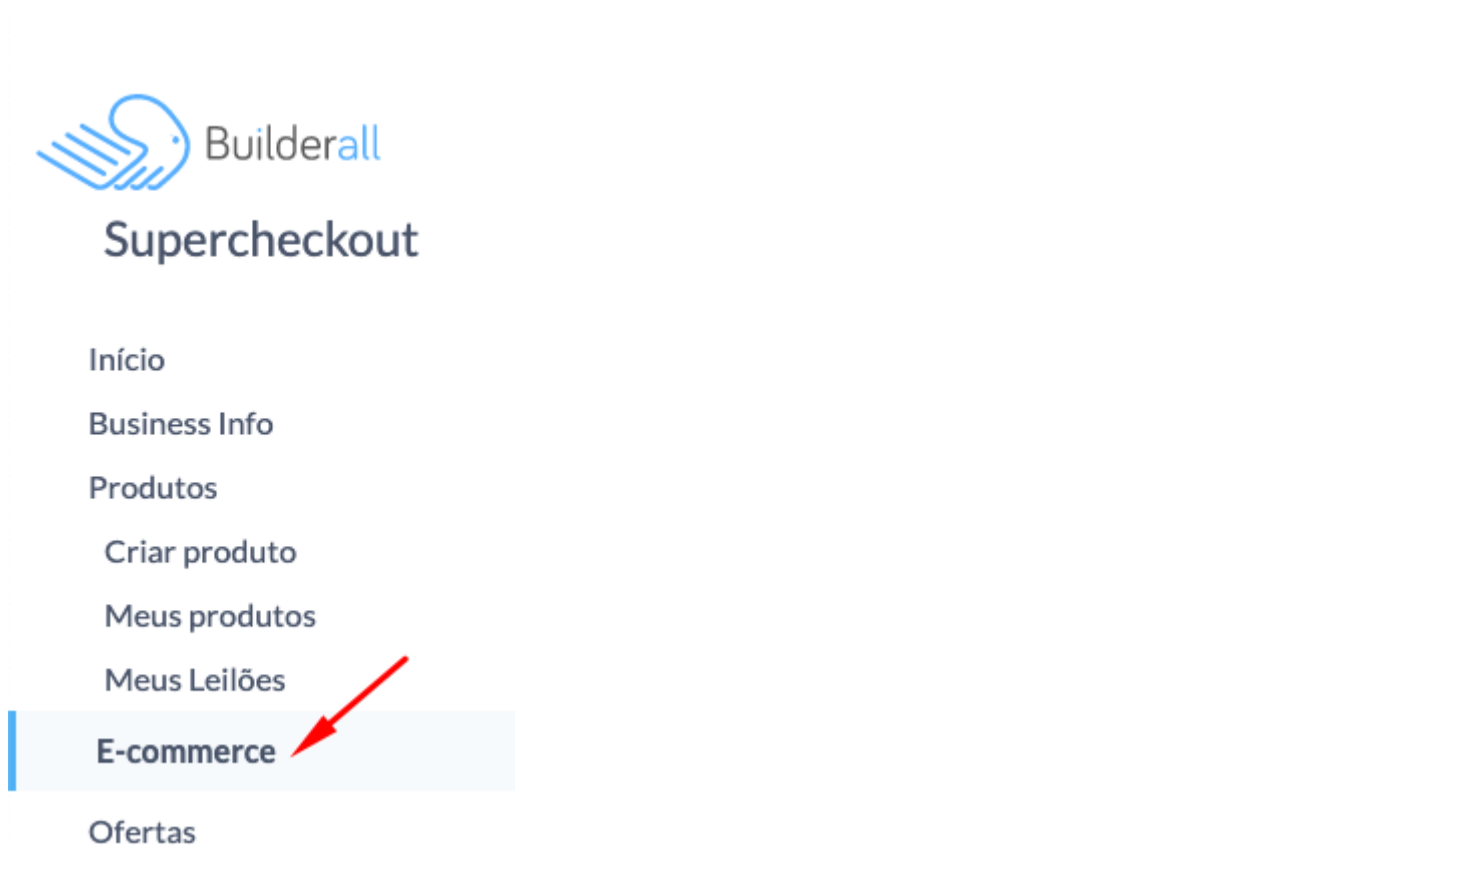 Builderall
Supercheckout
Início
Business Info
Produtos
Criar produto
Meus produtos
Meus Leilões
E-commerce
Ofertas